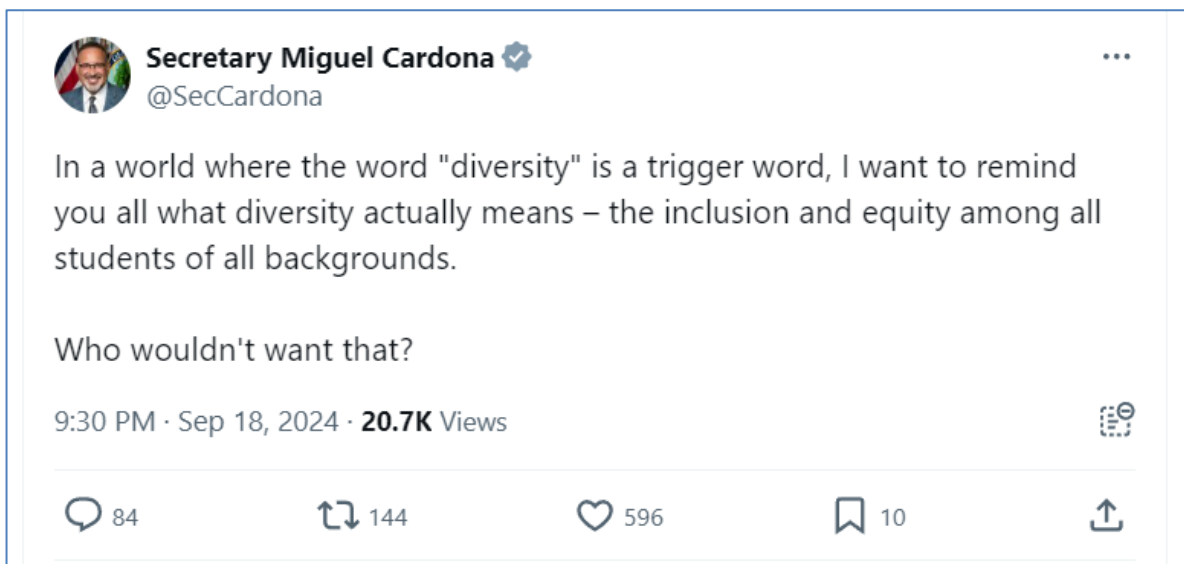 Secretary Miguel Cardona
@SecCardona
In a world where the word "diversity" is a trigger word, I want to remind
you all what diversity actually means – the inclusion and equity among all
students of all backgrounds.
Who wouldn't want that?
9:30 PM · Sep 18, 2024 · 20.7K Views
84 144 596 10